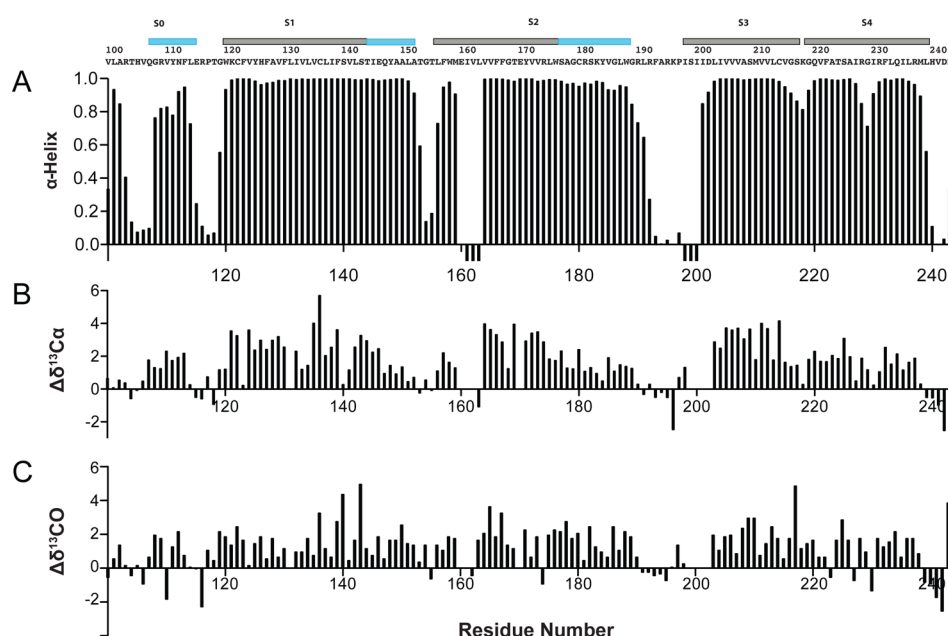 S0 S1 S2 S3 S4
100 110 120 130 140 150 160 170 180 190 200 210 220 230 240
VLARTHVQGRVYNFLERPTGWKCFVYHFAVFLIVLVCLIFSVLSTIEQYAALATGTLFWMEIVLVVFFGTEYVVRLWSAGCRSKYVGLWGRLRFARKPISIIDLIVVVASMVVLCVGSKGQVFATSAIRGIRFLQILRMLHVD
A
α-Helix
1.0
0.8
0.6
0.4
0.2
0.0
120 140 160 180 200 220 240
B
Δδ¹³Cα
6
4
2
0
-2
120 140 160 180 200 220 240
C
Δδ¹³CO
6
4
2
0
-2
120 140 160 180 200 220 240
Residue Number